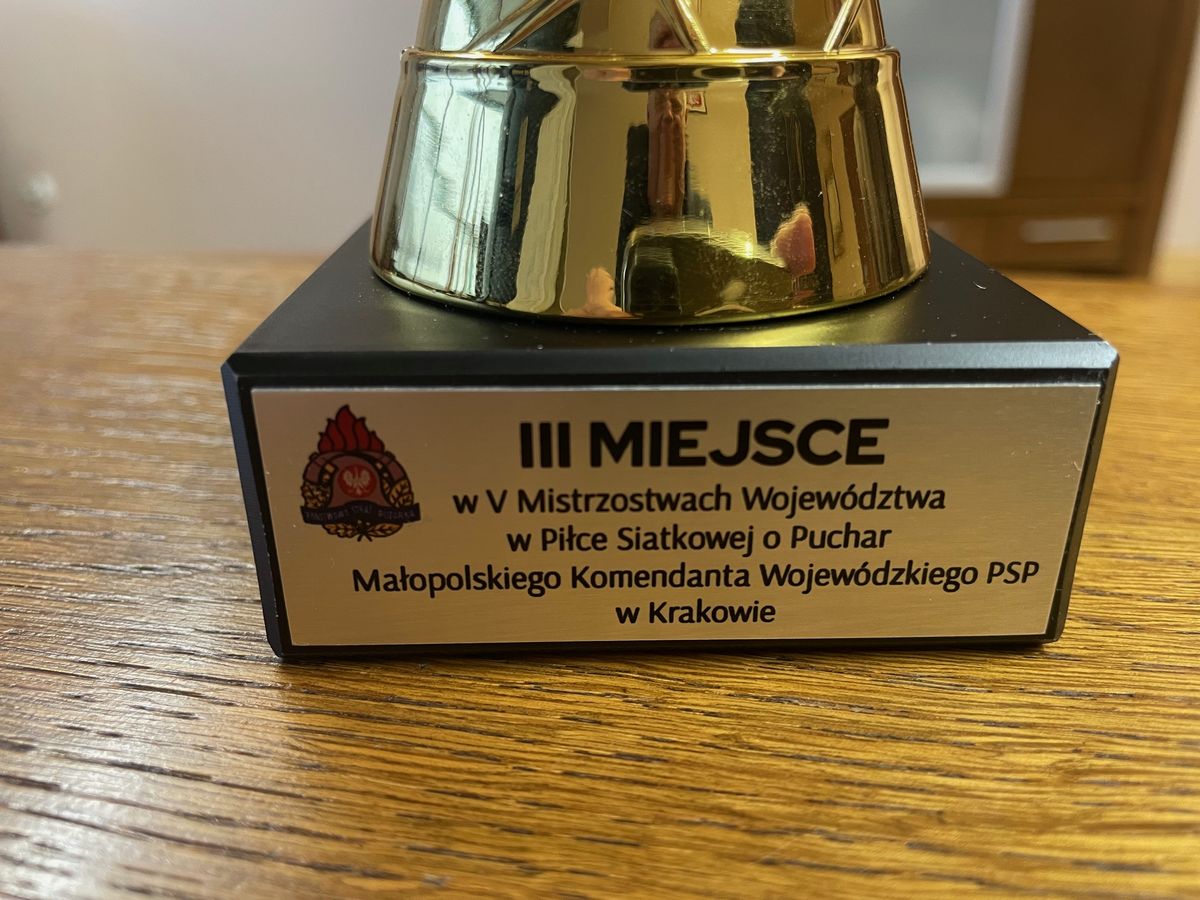 III MIEJSCE
w V Mistrzostwach Województwa
w Piłce Siatkowej o Puchar
Małopolskiego Komendanta Wojewódzkiego PSP
w Krakowie